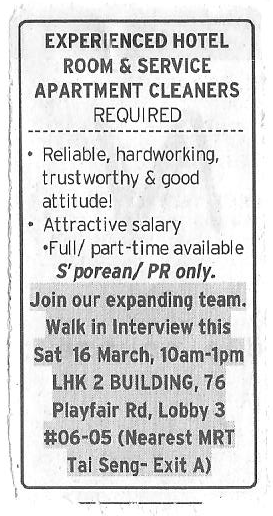 EXPERIENCED HOTEL
ROOM & SERVICE
APARTMENT CLEANERS
REQUIRED
• Reliable, hardworking,
trustworthy & good
attitude!
• Attractive salary
•Full/ part-time available
S'porean/ PR only.
Join our expanding team.
Walk in Interview this
Sat 16 March, 10am-1pm
LHK 2 BUILDING, 76
Playfair Rd, Lobby 3
#06-05 (Nearest MRT
Tai Seng- Exit A)